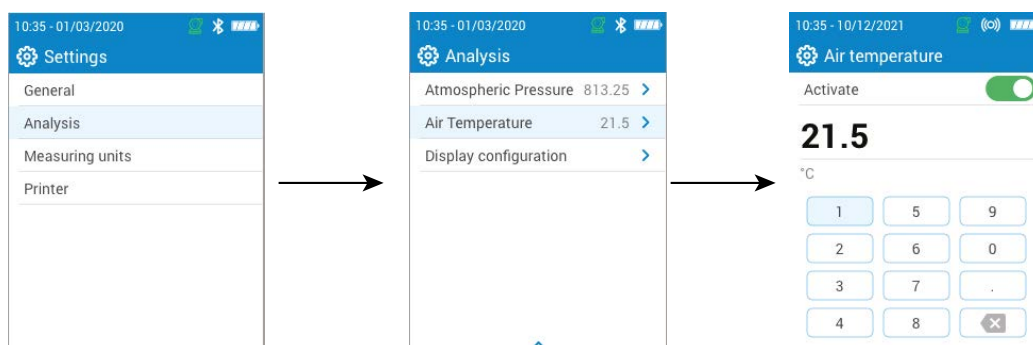 10:35 - 01/03/2020
Settings
General
Analysis
Measuring units
Printer
10:35 - 01/03/2020
Analysis
Atmospheric Pressure 813.25 >
Air Temperature 21.5 >
Display configuration >
10:35 - 10/12/2021
Air temperature
Activate
21.5
°C
1 5 9
2 6 0
3 7 .
4 8